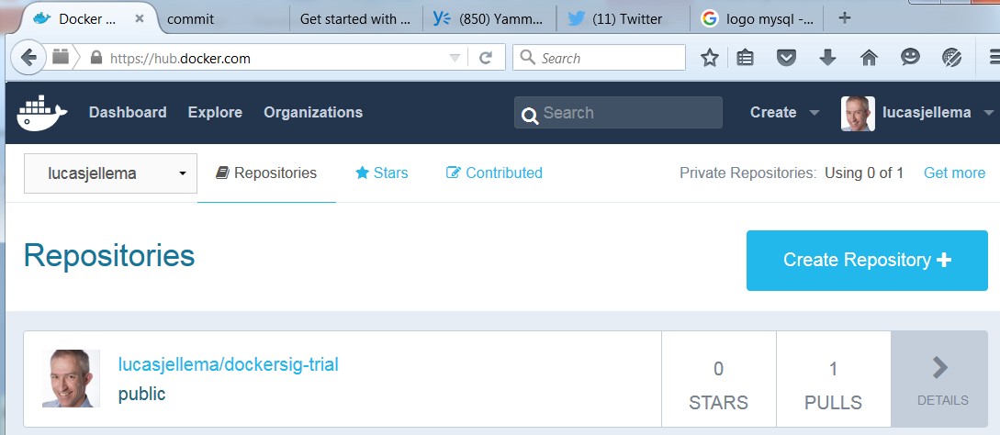 Docker ... commit Get started with ... (850) Yamm... (11) Twitter logo mysql -...
https://hub.docker.com Search
Dashboard Explore Organizations Search Create lucasjellema
lucasjellema Repositories Stars Contributed Private Repositories: Using 0 of 1 Get more
Repositories Create Repository
lucasjellema/dockersig-trial
public
0 STARS
1 PULLS
DETAILS